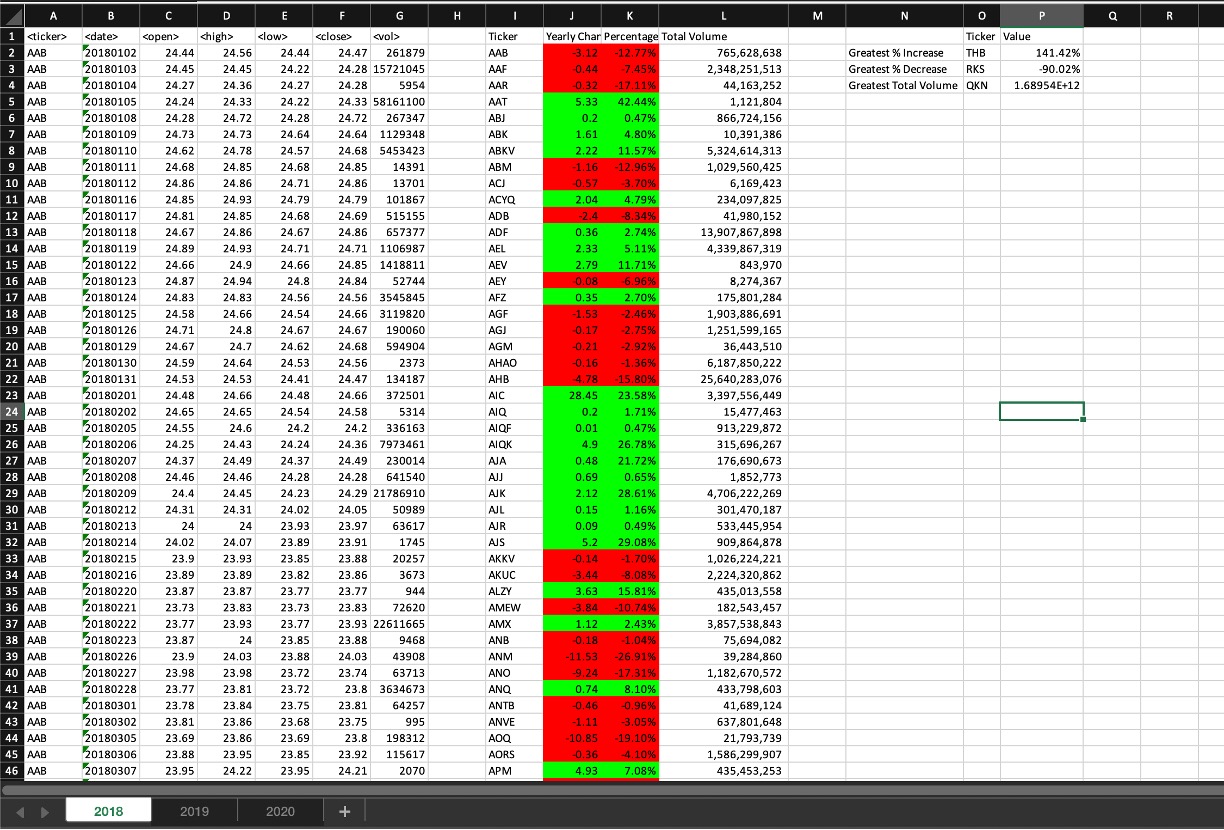 A B C D E F G H I J K L M N O P Q R
1 <ticker> <date> <open> <high> <low> <close> <vol> Ticker Yearly Char Percentage Total Volume Ticker Value
2 AAB 20180102 24.44 24.56 24.44 24.47 261879 AAB -3.12 -12.77% 765,628,638 Greatest % Increase THB 141.42%
3 AAB 20180103 24.45 24.45 24.22 24.28 15721045 AAF -0.44 -7.45% 2,348,251,513 Greatest % Decrease RKS -90.02%
4 AAB 20180104 24.27 24.36 24.27 24.28 5954 AAR -0.32 -17.11% 44,163,252 Greatest Total Volume QKN 1.68954E+12
5 AAB 20180105 24.24 24.33 24.22 24.33 58161100 AAT 5.33 42.44% 1,121,804
6 AAB 20180108 24.28 24.72 24.28 24.72 267347 ABJ 0.2 0.47% 866,724,156
7 AAB 20180109 24.73 24.73 24.64 24.64 1129348 ABK 1.61 4.80% 10,391,386
8 AAB 20180110 24.62 24.78 24.57 24.68 5453423 ABKV 2.22 11.57% 5,324,614,313
9 AAB 20180111 24.68 24.85 24.68 24.85 14391 ABM -1.16 -12.96% 1,029,560,425
10 AAB 20180112 24.86 24.86 24.71 24.86 13701 ACJ -0.57 -3.70% 6,169,423
11 AAB 20180116 24.85 24.93 24.79 24.79 101867 ACYQ 2.04 4.79% 234,097,825
12 AAB 20180117 24.81 24.85 24.68 24.69 515155 ADB -2.4 -8.34% 41,980,152
13 AAB 20180118 24.67 24.86 24.67 24.86 657377 ADF 0.36 2.74% 13,907,867,898
14 AAB 20180119 24.89 24.93 24.71 24.71 1106987 AEL 2.33 5.11% 4,339,867,319
15 AAB 20180122 24.66 24.9 24.66 24.85 1418811 AEV 2.79 11.71% 843,970
16 AAB 20180123 24.87 24.94 24.8 24.84 52744 AEY -0.08 -6.96% 8,274,367
17 AAB 20180124 24.83 24.83 24.56 24.56 3545845 AFZ 0.35 2.70% 175,801,284
18 AAB 20180125 24.58 24.66 24.54 24.66 3119820 AGF -1.53 -2.46% 1,903,886,691
19 AAB 20180126 24.71 24.8 24.67 24.67 190060 AGJ -0.17 -2.75% 1,251,599,165
20 AAB 20180129 24.67 24.7 24.62 24.68 594904 AGM -0.21 -2.92% 36,443,510
21 AAB 20180130 24.59 24.64 24.53 24.56 2373 AHAO -0.16 -1.36% 6,187,850,222
22 AAB 20180131 24.53 24.53 24.41 24.47 134187 AHB -4.78 -15.80% 25,640,283,076
23 AAB 20180201 24.48 24.66 24.48 24.66 372501 AIC 28.45 23.58% 3,397,556,449
24 AAB 20180202 24.65 24.65 24.54 24.58 5314 AIQ 0.2 1.71% 15,477,463
25 AAB 20180205 24.55 24.6 24.2 24.2 336163 AIQF 0.01 0.47% 913,229,872
26 AAB 20180206 24.25 24.43 24.24 24.36 7973461 AIQK 4.9 26.78% 315,696,267
27 AAB 20180207 24.37 24.49 24.37 24.49 230014 AJA 0.48 21.72% 176,690,673
28 AAB 20180208 24.46 24.46 24.28 24.28 641540 AJJ 0.69 0.65% 1,852,773
29 AAB 20180209 24.4 24.45 24.23 24.29 21786910 AJK 2.12 28.61% 4,706,222,269
30 AAB 20180212 24.31 24.31 24.02 24.05 50989 AJL 0.15 1.16% 301,470,187
31 AAB 20180213 24 24 23.93 23.97 63617 AJR 0.09 0.49% 533,445,954
32 AAB 20180214 24.02 24.07 23.89 23.91 1745 AJS 5.2 29.08% 909,864,878
33 AAB 20180215 23.9 23.93 23.85 23.88 20257 AKKV -0.14 -1.70% 1,026,224,221
34 AAB 20180216 23.89 23.89 23.82 23.86 3673 AKUC -3.44 -8.08% 2,224,320,862
35 AAB 20180220 23.87 23.87 23.77 23.77 944 ALZY 3.63 15.81% 435,013,558
36 AAB 20180221 23.73 23.83 23.73 23.83 72620 AMEW -3.84 -10.74% 182,543,457
37 AAB 20180222 23.77 23.93 23.77 23.93 22611665 AMX 1.12 2.43% 3,857,538,843
38 AAB 20180223 23.87 24 23.85 23.88 9468 ANB -0.18 -1.04% 75,694,082
39 AAB 20180226 23.9 24.03 23.88 24.03 43908 ANM -11.53 -26.91% 39,284,860
40 AAB 20180227 23.98 23.98 23.72 23.74 63713 ANO -9.24 -17.31% 1,182,670,572
41 AAB 20180228 23.77 23.81 23.72 23.8 3634673 ANQ 0.74 8.10% 433,798,603
42 AAB 20180301 23.78 23.84 23.75 23.81 64257 ANTB -0.46 -0.96% 41,689,124
43 AAB 20180302 23.81 23.86 23.68 23.75 995 ANVE -1.11 -3.05% 637,801,648
44 AAB 20180305 23.69 23.86 23.69 23.8 198312 AOQ -10.85 -19.10% 21,793,739
45 AAB 20180306 23.88 23.95 23.85 23.92 115617 AORS -0.36 -4.10% 1,586,299,907
46 AAB 20180307 23.95 24.22 23.95 24.21 2070 APM 4.93 7.08% 435,453,253
2018 2019 2020 +